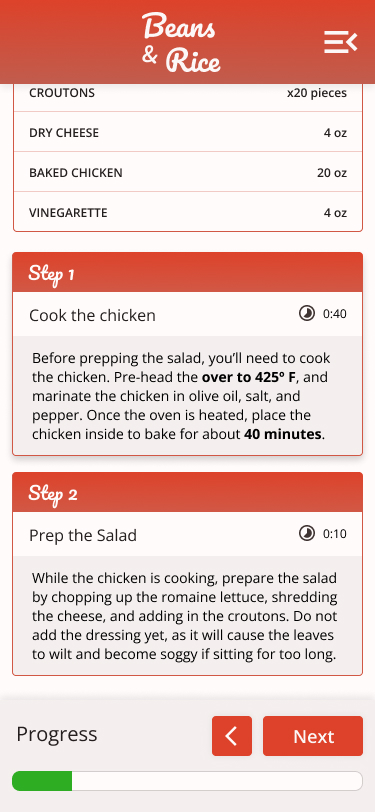 Beans
& Rice
CROUTONS x20 pieces
DRY CHEESE 4 oz
BAKED CHICKEN 20 oz
VINEGARETTE 4 oz
Step 1
Cook the chicken 0:40
Before prepping the salad, you’ll need to cook
the chicken. Pre-head the over to 425º F, and
marinate the chicken in olive oil, salt, and
pepper. Once the oven is heated, place the
chicken inside to bake for about 40 minutes.
Step 2
Prep the Salad 0:10
While the chicken is cooking, prepare the salad
by chopping up the romaine lettuce, shredding
the cheese, and adding in the croutons. Do not
add the dressing yet, as it will cause the leaves
to wilt and become soggy if sitting for too long.
Progress Next